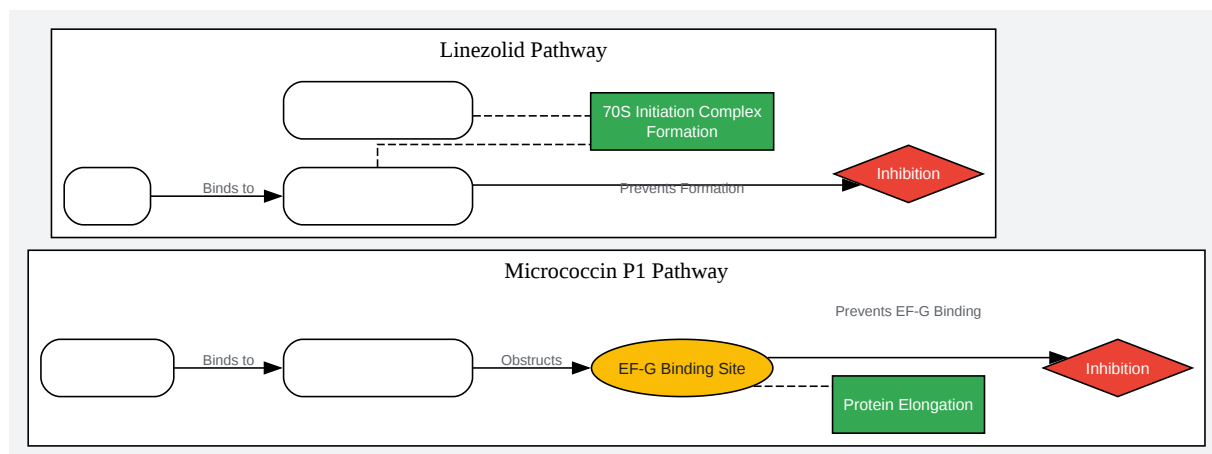 Linezolid Pathway
70S Initiation Complex
Formation
Inhibition
Binds to
Prevents Formation
Micrococcin P1 Pathway
Prevents EF-G Binding
Binds to
Obstructs
EF-G Binding Site
Inhibition
Protein Elongation